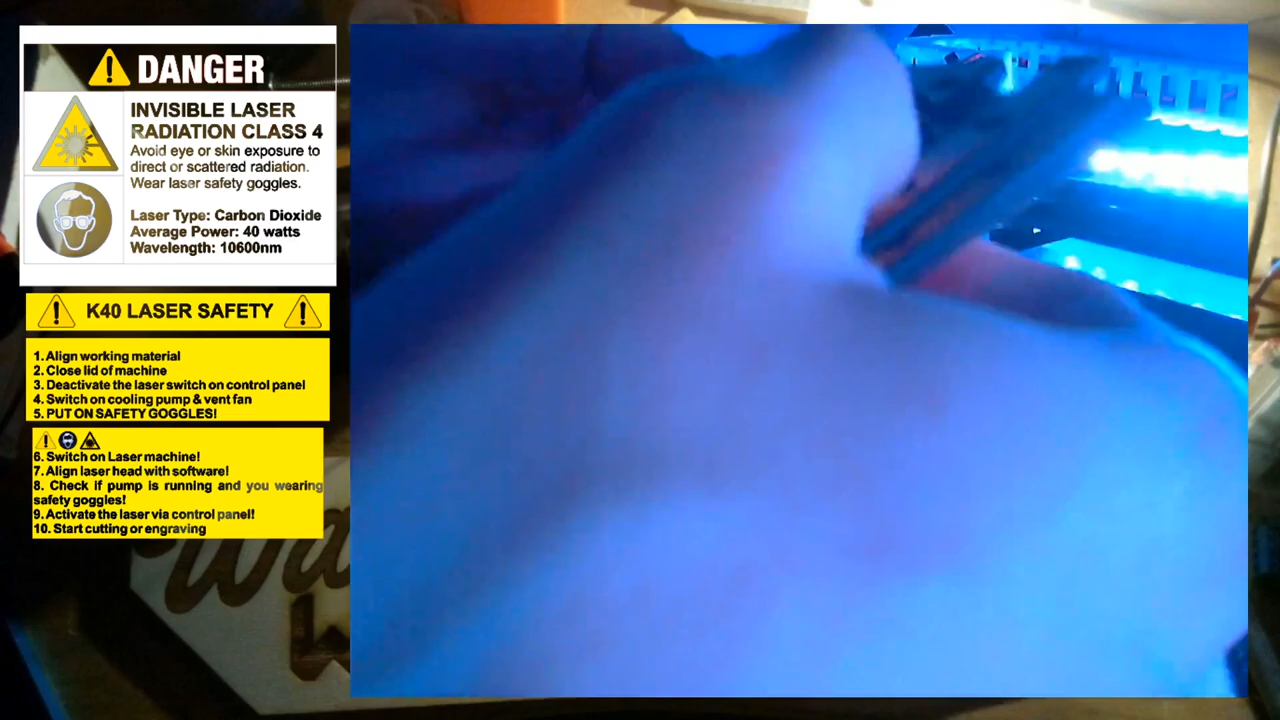 DANGER
INVISIBLE LASER
RADIATION CLASS 4
Avoid eye or skin exposure to
direct or scattered radiation.
Wear laser safety goggles.
Laser Type: Carbon Dioxide
Average Power: 40 watts
Wavelength: 10600nm
K40 LASER SAFETY
1. Align working material
2. Close lid of machine
3. Deactivate the laser switch on control panel
4. Switch on cooling pump & vent fan
5. PUT ON SAFETY GOGGLES!
6. Switch on Laser machine!
7. Align laser head with software!
8. Check if pump is running and you wearing
safety goggles!
9. Activate the laser via control panel!
10. Start cutting or engraving